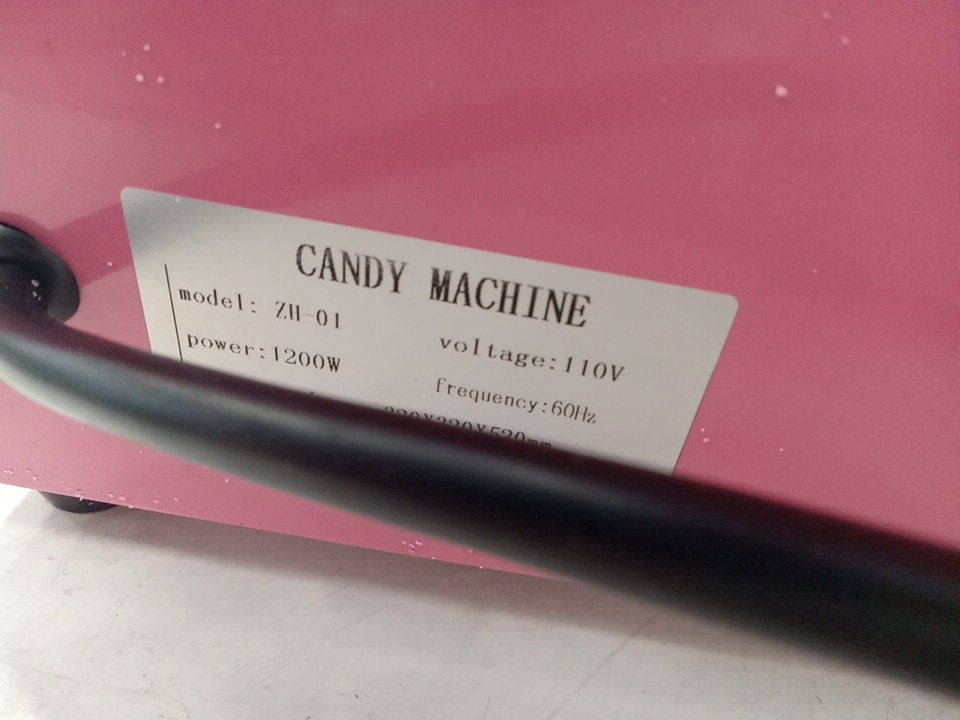 CANDY MACHINE
model: ZH-01
voltage:110V
power:1200W
frequency:60Hz